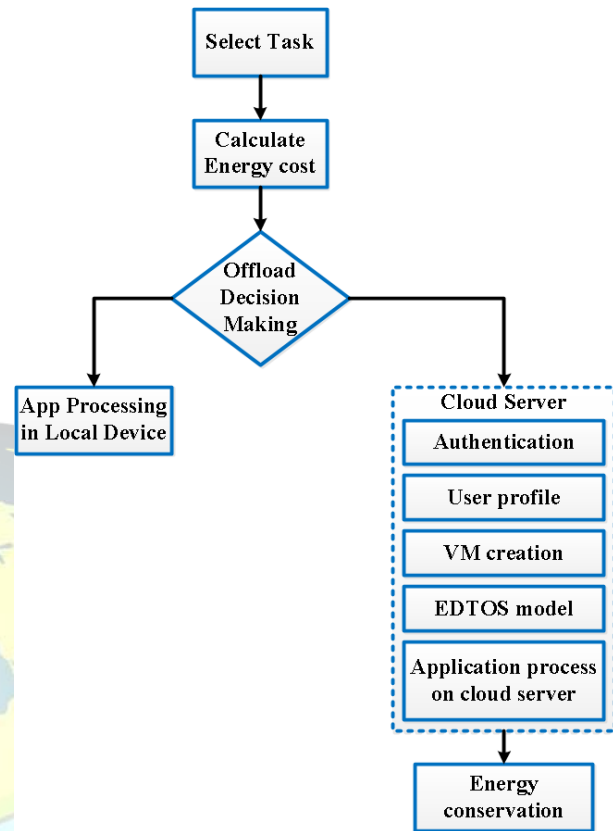 Select Task
Calculate
Energy cost
Offload
Decision
Making
App Processing
in Local Device
Cloud Server
Authentication
User profile
VM creation
EDTOS model
Application process
on cloud server
Energy
conservation